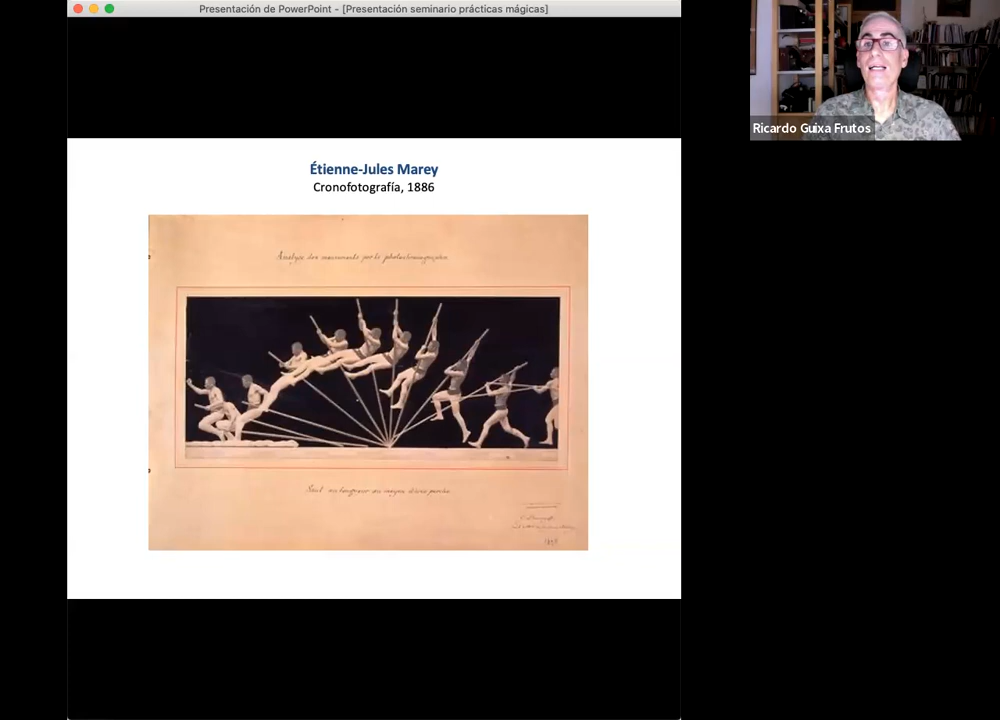 Presentación de PowerPoint - [Presentación seminario prácticas mágicas]
Ricardo Guixa Frutos
Étienne-Jules Marey
Cronofotografía, 1886
Analyse des mouvements par la
Saut en longueur au moyen d'une perche